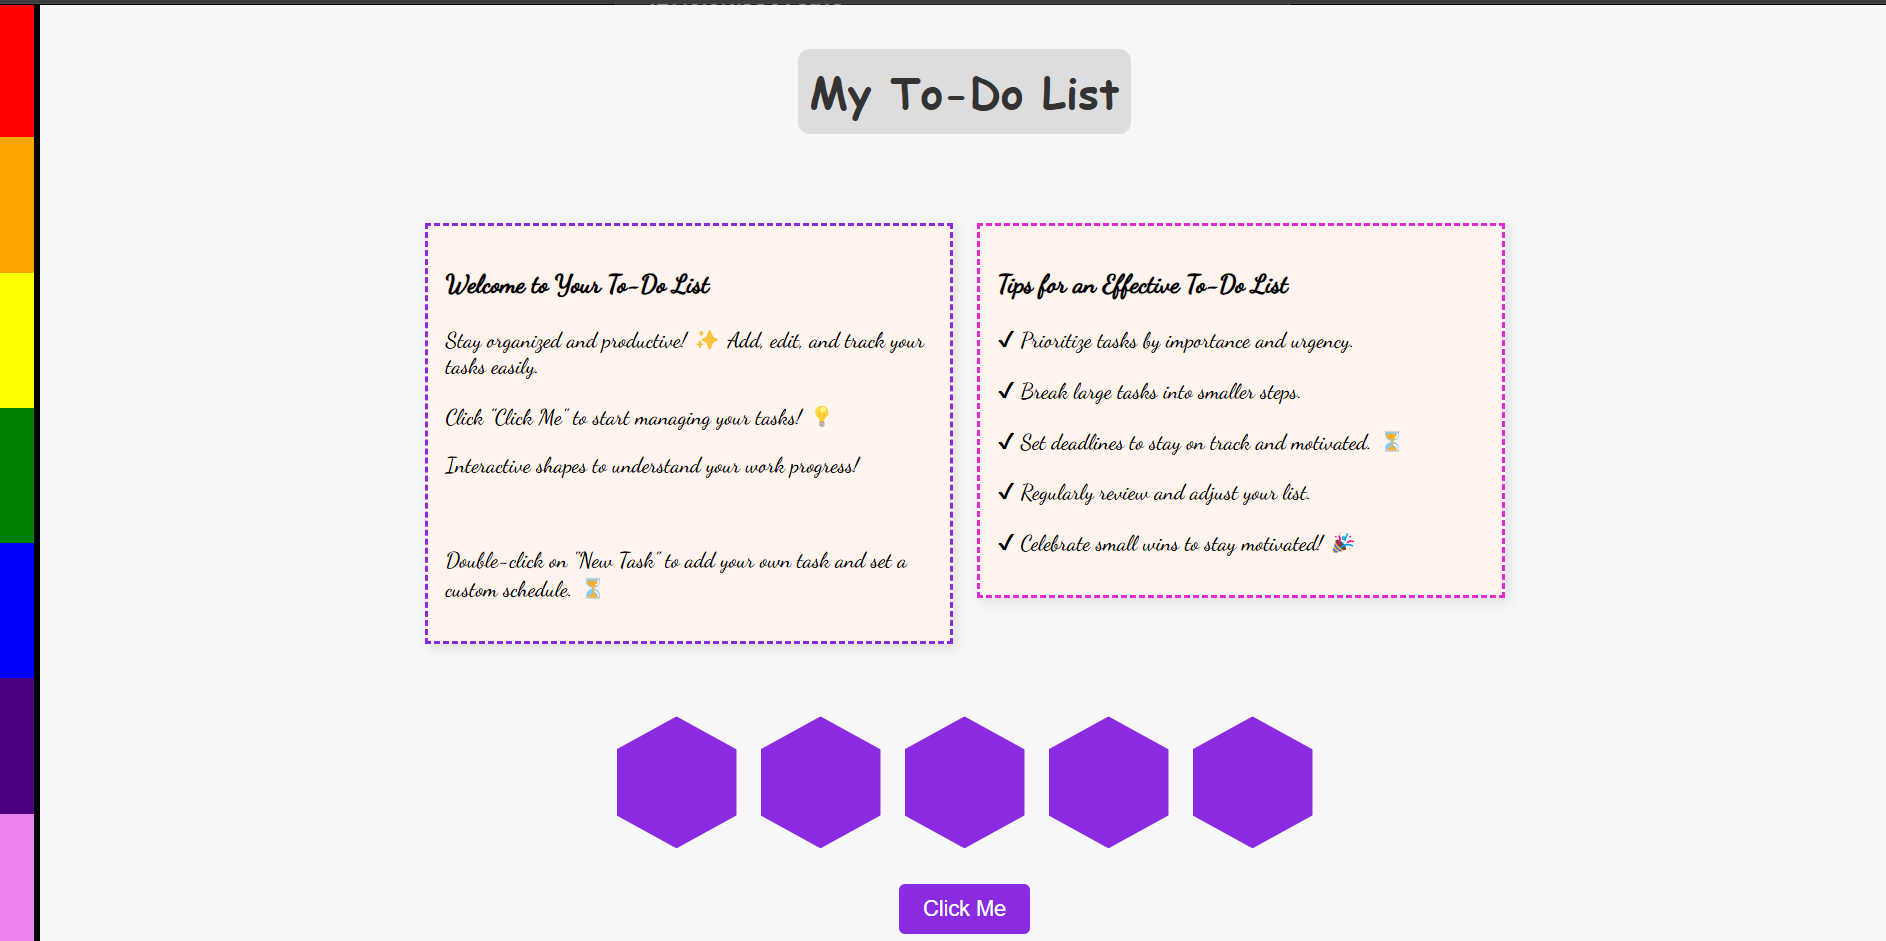 My To-Do List
Welcome to Your To-Do List
Stay organized and productive! ✨ Add, edit, and track your
tasks easily.
Click "Click Me" to start managing your tasks! 💡
Interactive shapes to understand your work progress!
Double-click on "New Task" to add your own task and set a
custom schedule. ⏳
Tips for an Effective To-Do List
✔ Prioritize tasks by importance and urgency.
✔ Break large tasks into smaller steps.
✔ Set deadlines to stay on track and motivated. ⏳
✔ Regularly review and adjust your list.
✔ Celebrate small wins to stay motivated! 🎉
Click Me